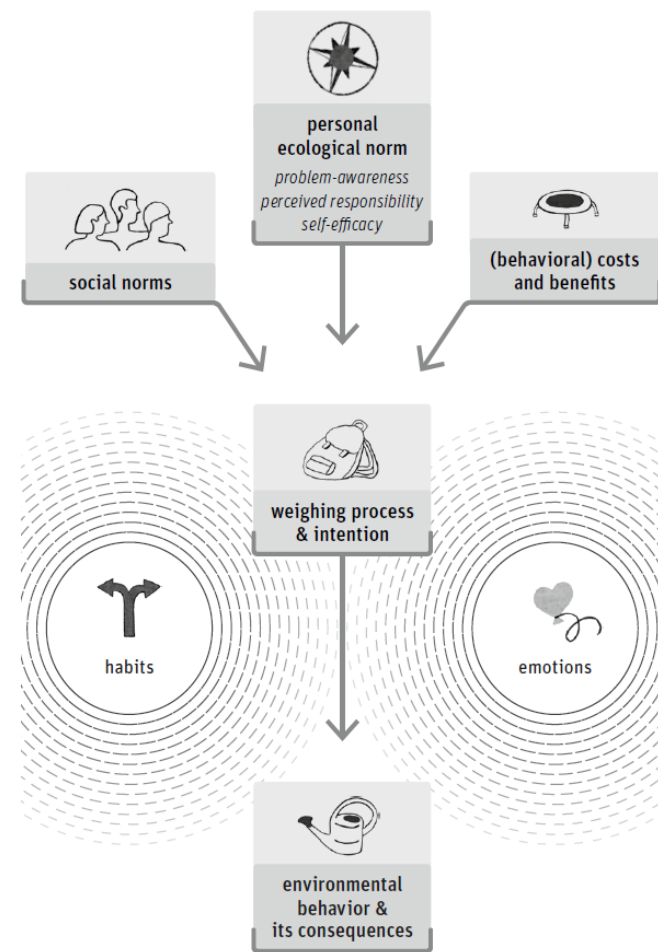 personal
ecological norm
problem-awareness
perceived responsibility
self-efficacy
social norms
(behavioral) costs
and benefits
weighing process
& intention
habits
emotions
environmental
behavior &
its consequences